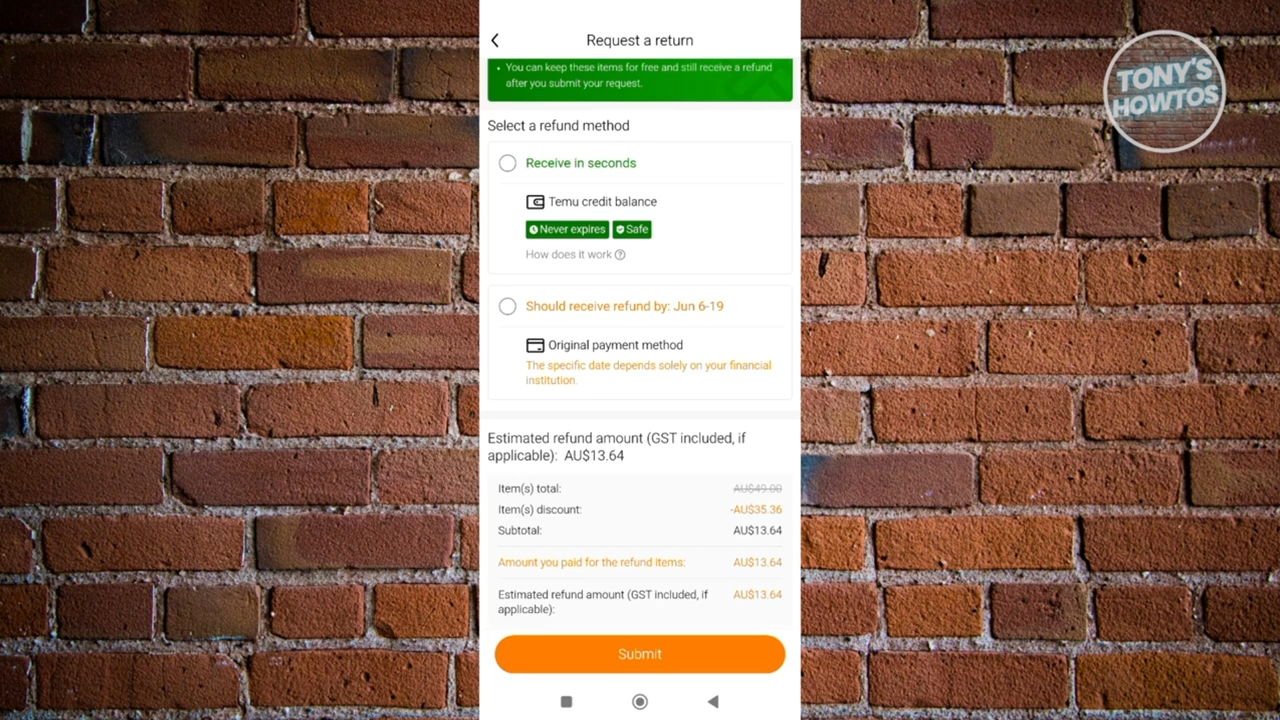 Request a return
• You can keep these items for free and still receive a refund
after you submit your request.
TONY'S
HOWTOS
Select a refund method
Receive in seconds
Temu credit balance
Never expires Safe
How does it work ?
Should receive refund by: Jun 6-19
Original payment method
The specific date depends solely on your financial
institution.
Estimated refund amount (GST included, if
applicable): AU$13.64
Item(s) total: AU$49.00
Item(s) discount: -AU$35.36
Subtotal: AU$13.64
Amount you paid for the refund items: AU$13.64
Estimated refund amount (GST included, if AU$13.64
applicable):
Submit